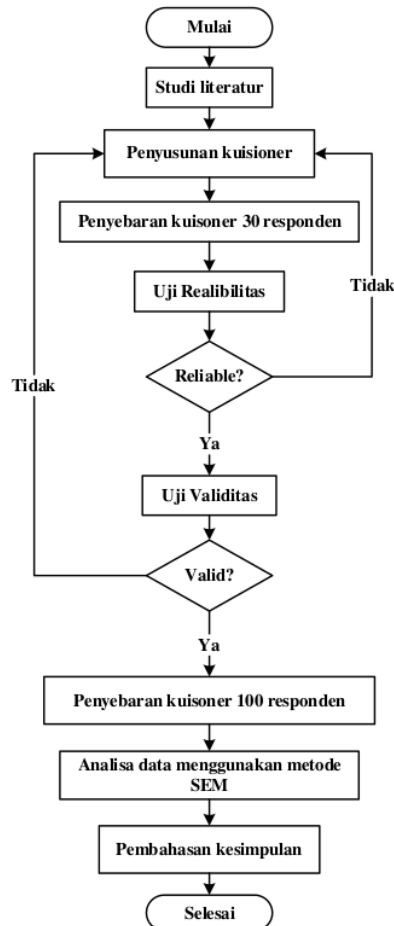 Mulai
Studi literatur
Penyusunan kuisioner
Penyebaran kuisoner 30 responden
Uji Realibilitas
Tidak
Reliable?
Tidak
Ya
Uji Validitas
Valid?
Ya
Penyebaran kuisoner 100 responden
Analisa data menggunakan metode
SEM
Pembahasan kesimpulan
Selesai